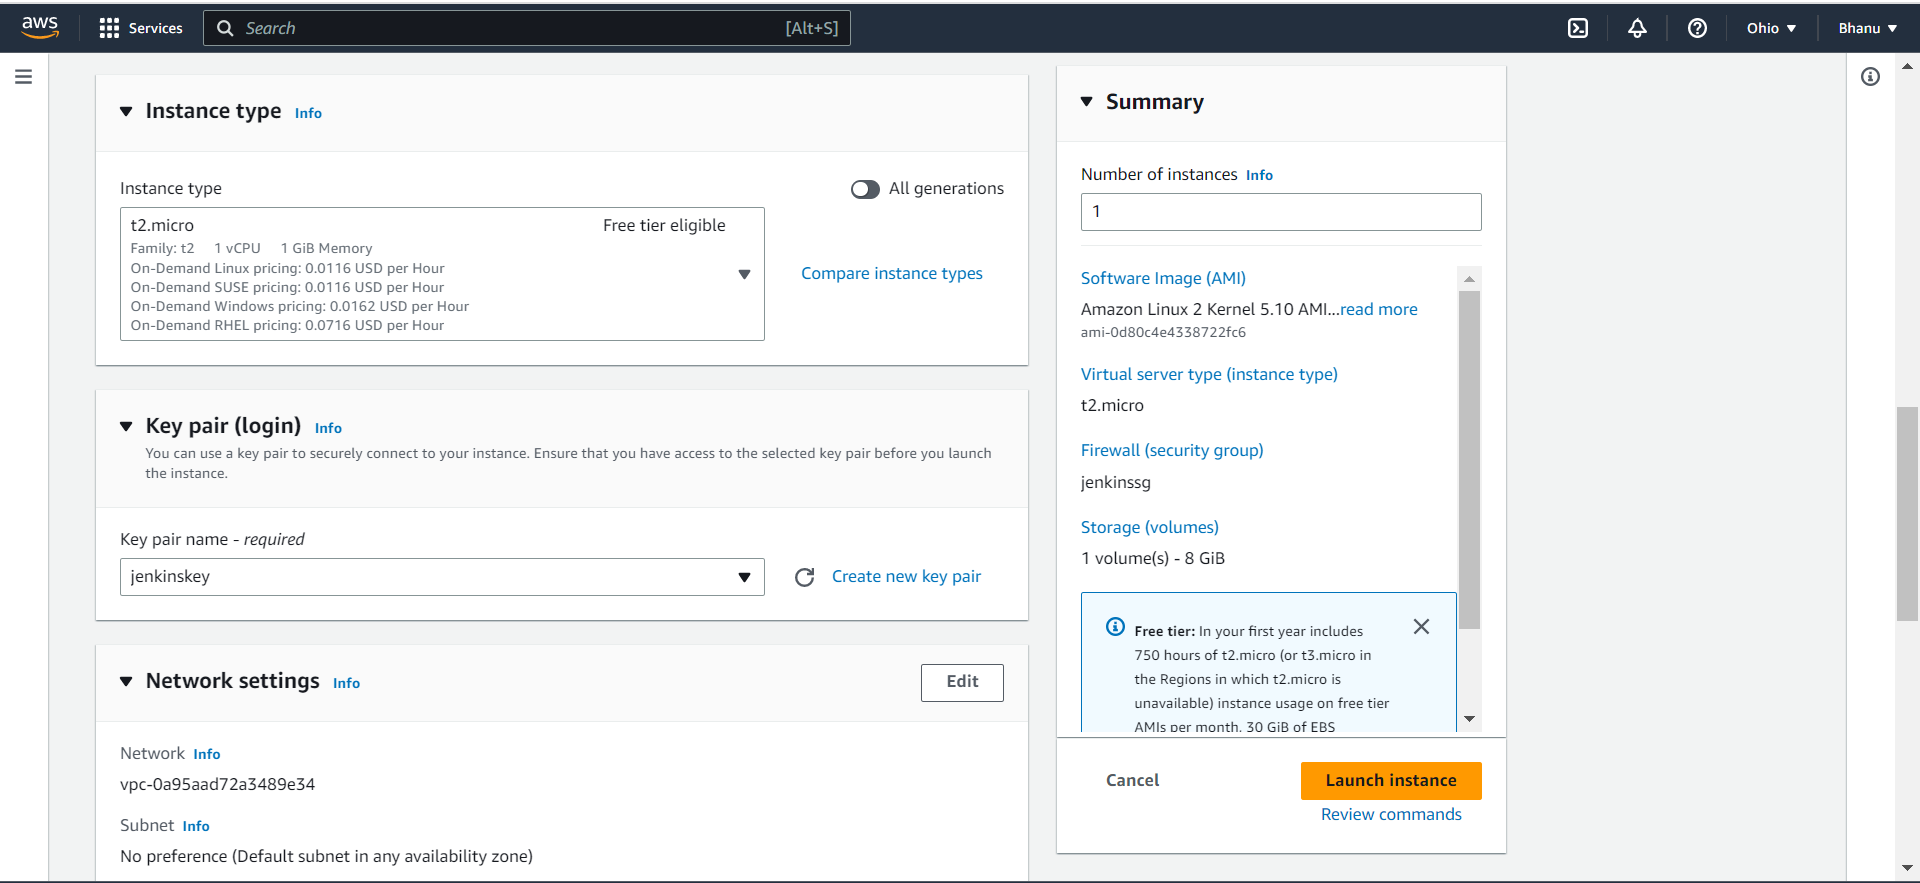 aws
Services
Search
[Alt+S]
Ohio
Bhanu
Instance type
Info
Instance type
All generations
t2.micro
Free tier eligible
Family: t2 1 vCPU 1 GiB Memory
On-Demand Linux pricing: 0.0116 USD per Hour
On-Demand SUSE pricing: 0.0116 USD per Hour
On-Demand Windows pricing: 0.0162 USD per Hour
On-Demand RHEL pricing: 0.0716 USD per Hour
Compare instance types
Key pair (login)
Info
You can use a key pair to securely connect to your instance. Ensure that you have access to the selected key pair before you launch
the instance.
Key pair name - required
jenkinskey
Create new key pair
Network settings
Info
Edit
Network Info
vpc-0a95aad72a3489e34
Subnet Info
No preference (Default subnet in any availability zone)
Summary
Number of instances Info
1
Software Image (AMI)
Amazon Linux 2 Kernel 5.10 AMI...read more
ami-0d80c4e4338722fc6
Virtual server type (instance type)
t2.micro
Firewall (security group)
jenkinssg
Storage (volumes)
1 volume(s) - 8 GiB
Free tier: In your first year includes
750 hours of t2.micro (or t3.micro in
the Regions in which t2.micro is
unavailable) instance usage on free tier
AMIs per month, 30 GiB of EBS
Cancel
Launch instance
Review commands